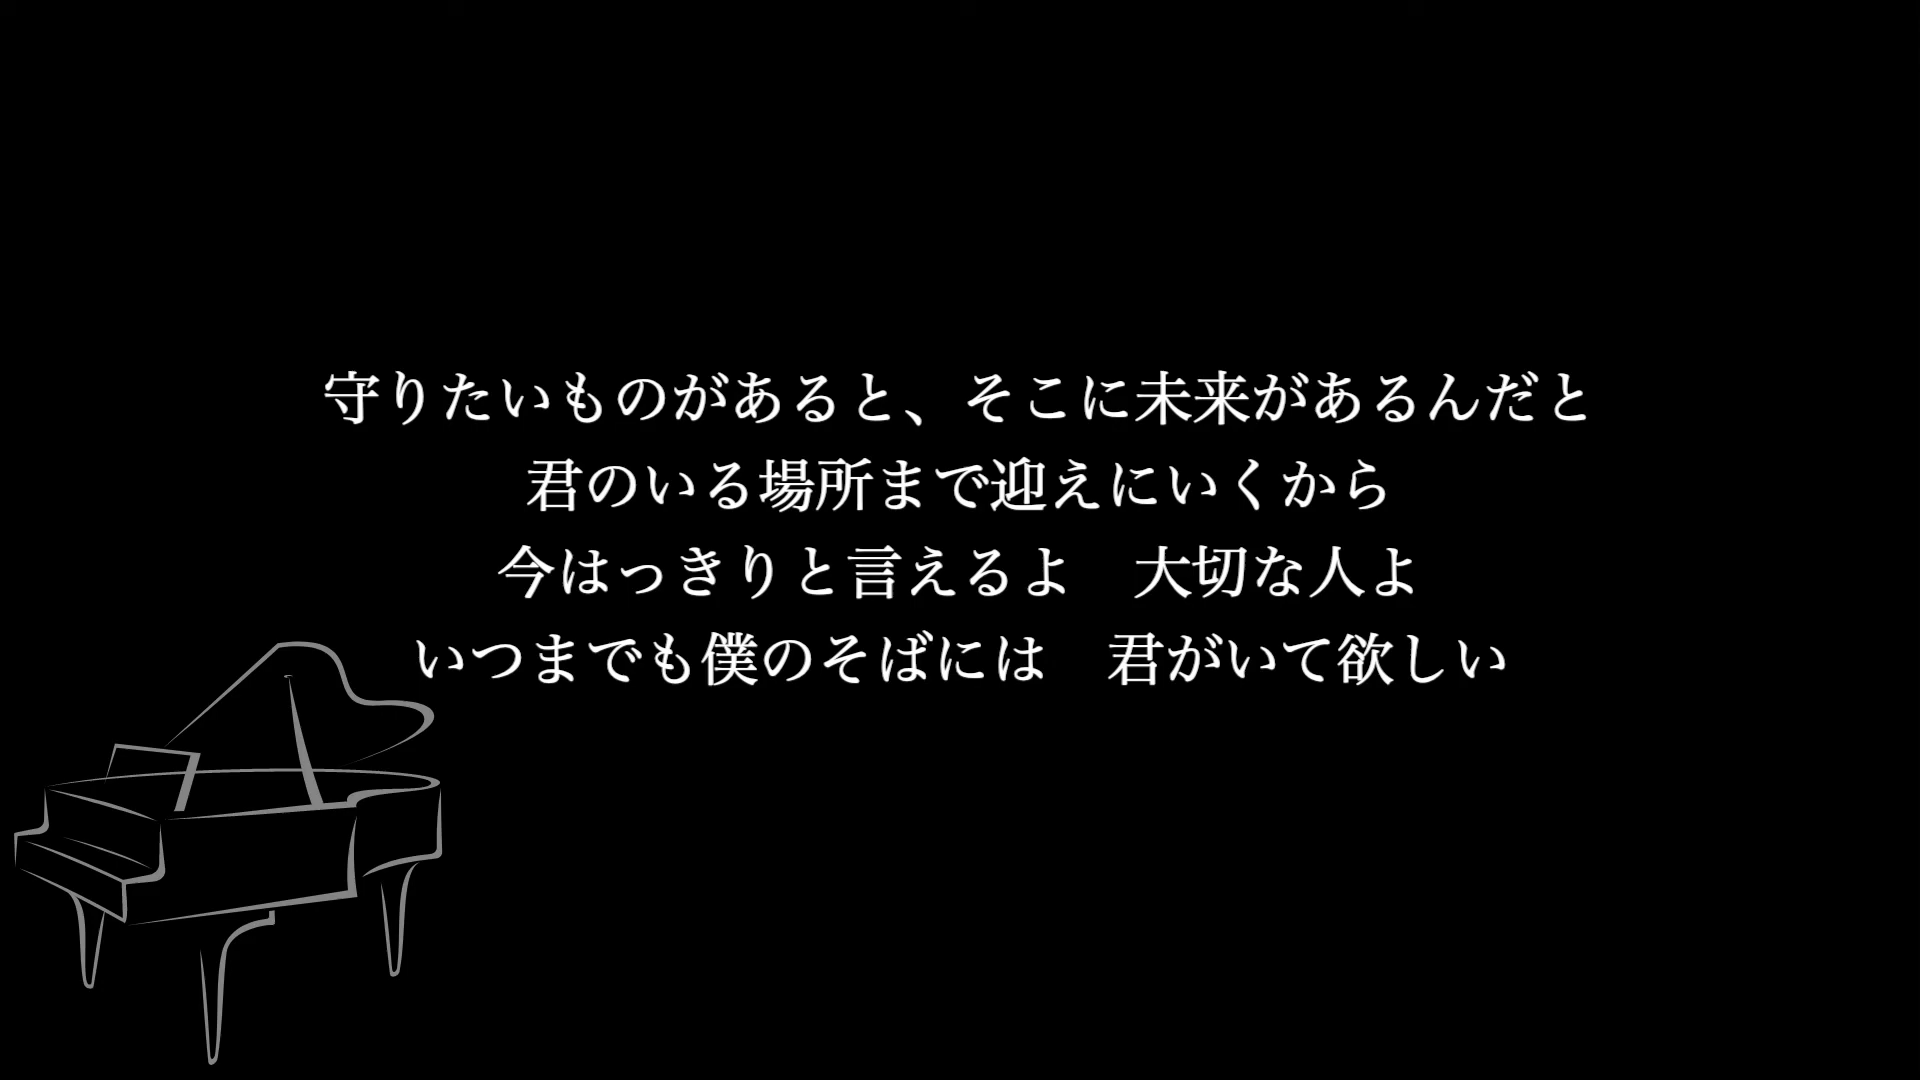 守りたいものがあると、そこに未来があるんだと
君のいる場所まで迎えにいくから
今はっきりと言えるよ　大切な人よ
いつまでも僕のそばには　君がいて欲しい